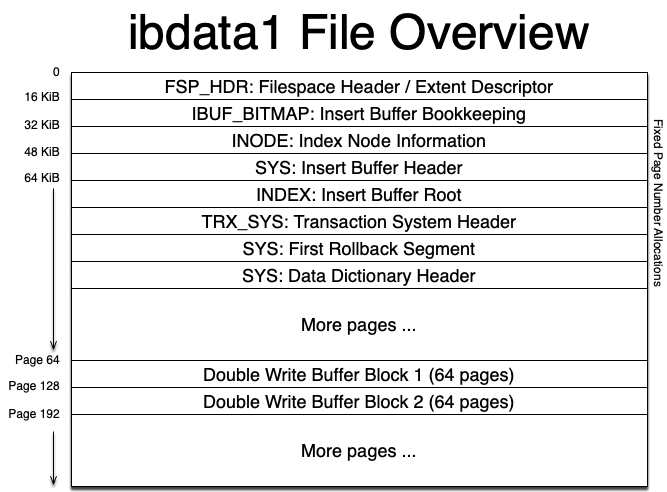 ibdata1 File Overview
0
FSP_HDR: Filespace Header / Extent Descriptor
16 KiB
IBUF_BITMAP: Insert Buffer Bookkeeping
32 KiB
INODE: Index Node Information
48 KiB
SYS: Insert Buffer Header
64 KiB
INDEX: Insert Buffer Root
TRX_SYS: Transaction System Header
SYS: First Rollback Segment
SYS: Data Dictionary Header
Fixed Page Number Allocations
More pages ...
Page 64
Double Write Buffer Block 1 (64 pages)
Page 128
Double Write Buffer Block 2 (64 pages)
Page 192
More pages ...